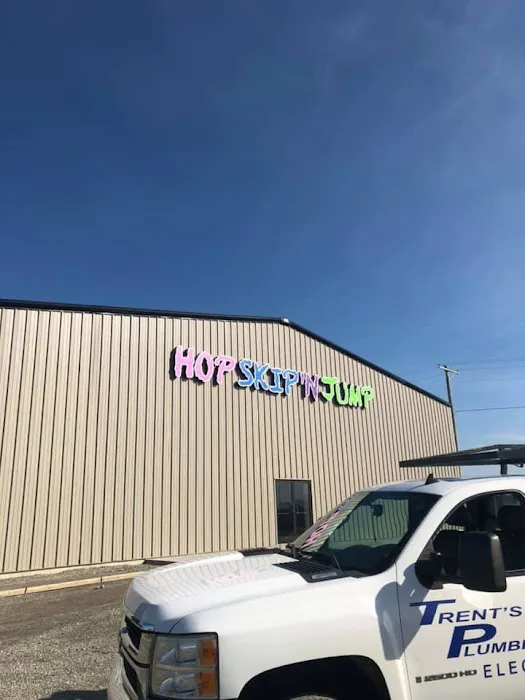 HOP SKIP 'N JUMP
TRENT'S
PLUMB
2500 HD
ELEC